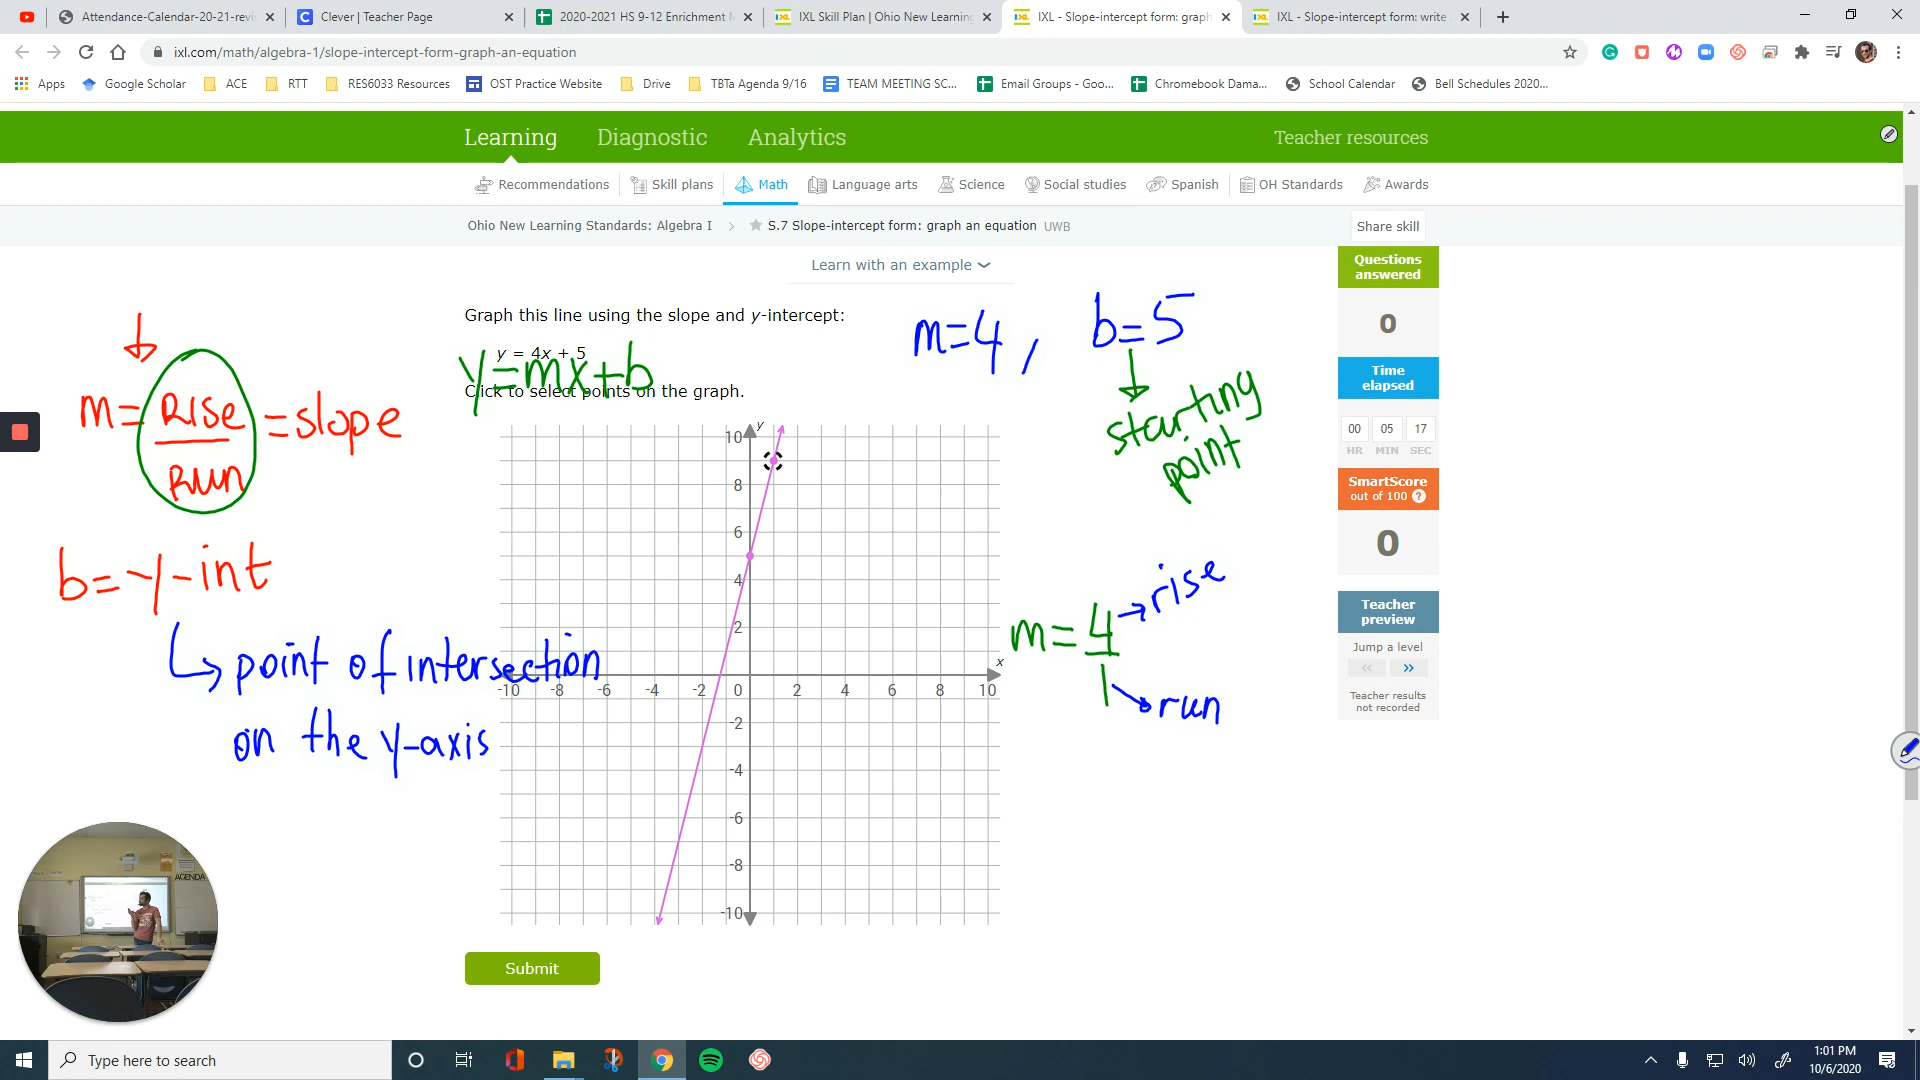 Attendance-Calendar-20-21-revis
Clever | Teacher Page
2020-2021 HS 9-12 Enrichment M
IXL Skill Plan | Ohio New Learning
IXL - Slope-intercept form: graph
IXL - Slope-intercept form: write
ixl.com/math/algebra-1/slope-intercept-form-graph-an-equation
Apps
Google Scholar
ACE
RTT
RES6033 Resources
OST Practice Website
Drive
TBTa Agenda 9/16
TEAM MEETING SC...
Email Groups - Goo...
Chromebook Dama...
School Calendar
Bell Schedules 2020...
Learning
Diagnostic
Analytics
Teacher resources
Recommendations
Skill plans
Math
Language arts
Science
Social studies
Spanish
OH Standards
Awards
Ohio New Learning Standards: Algebra I
S.7 Slope-intercept form: graph an equation UWB
Share skill
Learn with an example
Questions
answered
0
Time
elapsed
00 05 17
HR MIN SEC
SmartScore
out of 100 ?
0
Teacher
preview
Jump a level
<< >>
Teacher results
not recorded
Graph this line using the slope and y-intercept:
y = 4x + 5
y = mx + b
Click to select points on the graph.
m=4, b=5
starting
point
m = Rise = slope
Run
b = y-int
point of intersection
on the y-axis
m = 4 → rise
1 run
y
10
8
6
4
2
x
-10 -8 -6 -4 -2 0 2 4 6 8 10
-2
-4
-6
-8
-10
AGENDA
Submit
Type here to search
1:01 PM
10/6/2020